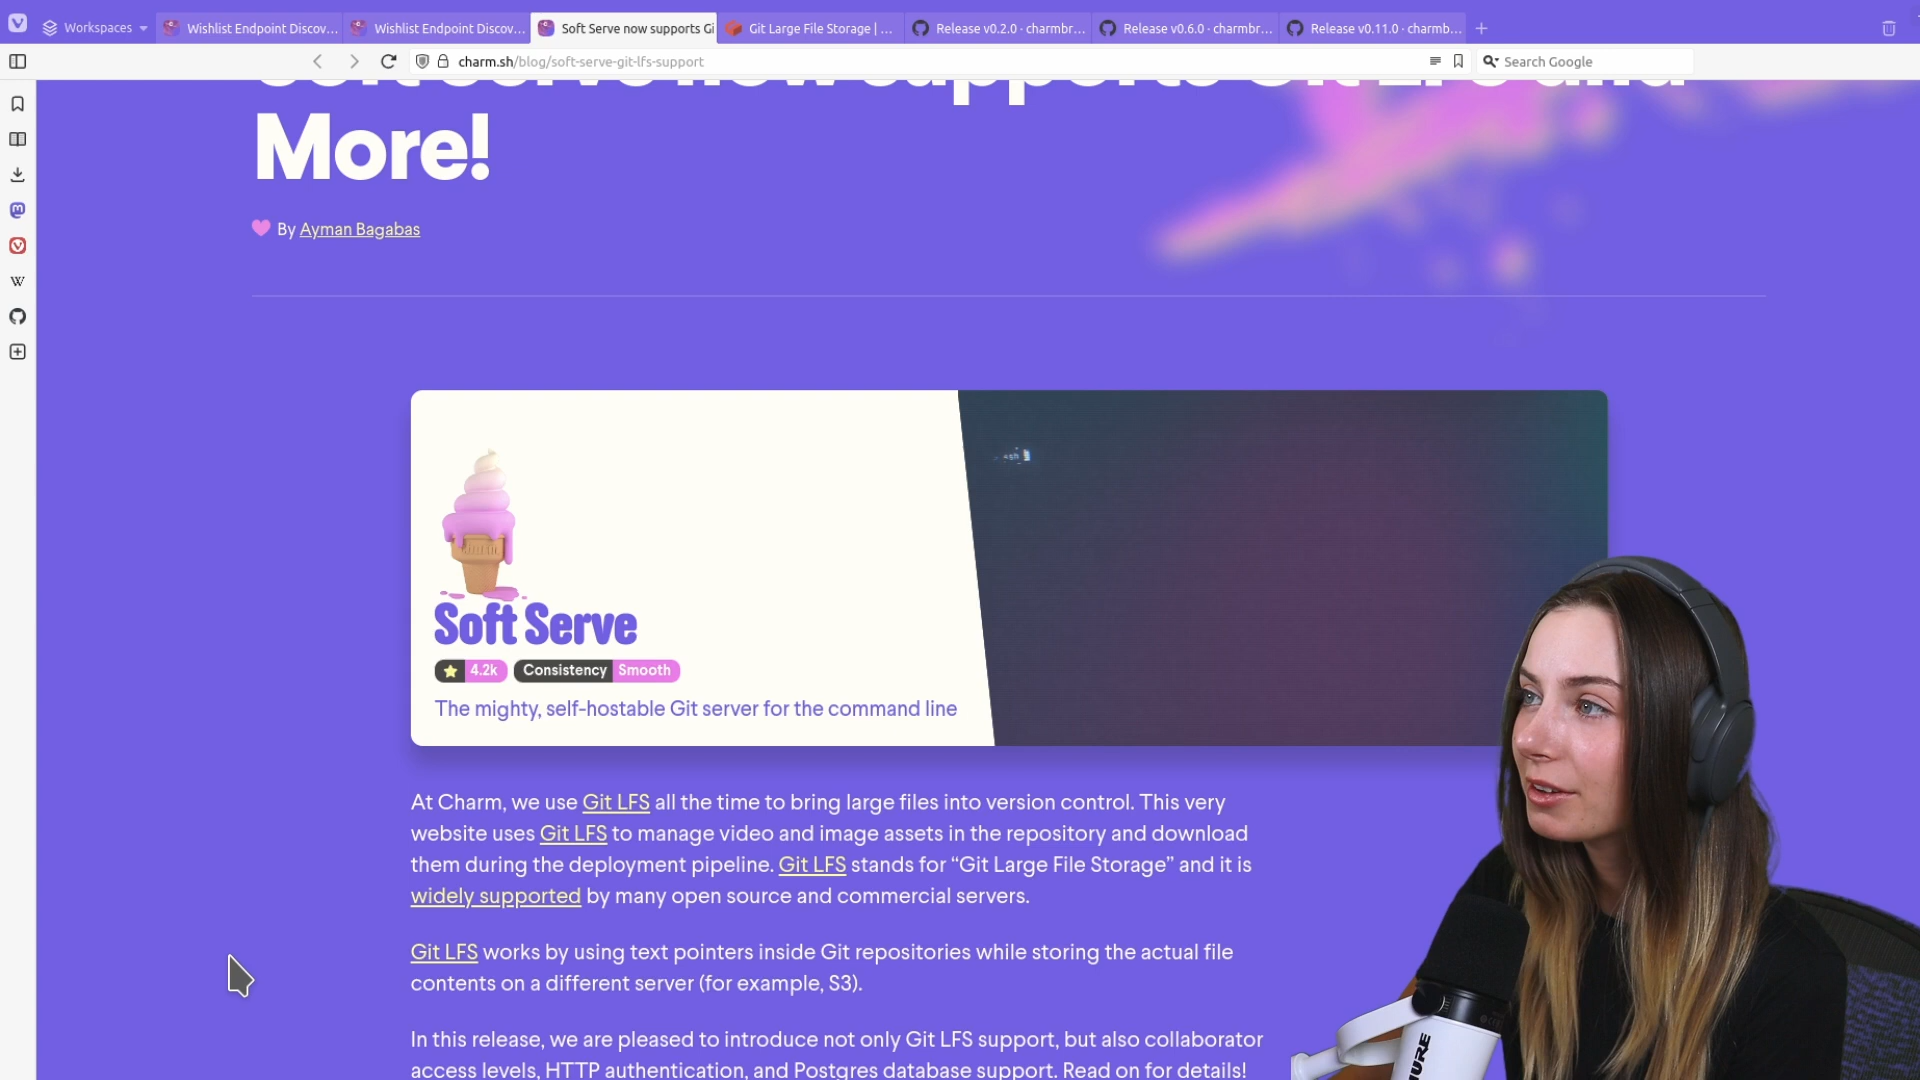 Workspaces
Wishlist Endpoint Discov...
Wishlist Endpoint Discov...
Soft Serve now supports Gi
Git Large File Storage | ...
Release v0.2.0 · charmbr...
Release v0.6.0 · charmbr...
Release v0.11.0 · charmb...
charm.sh/blog/soft-serve-git-lfs-support
Search Google
Soft Serve now supports Git LFS and
More!
By Ayman Bagabas
Soft Serve
4.2k
Consistency Smooth
The mighty, self-hostable Git server for the command line
At Charm, we use Git LFS all the time to bring large files into version control. This very
website uses Git LFS to manage video and image assets in the repository and download
them during the deployment pipeline. Git LFS stands for “Git Large File Storage” and it is
widely supported by many open source and commercial servers.
Git LFS works by using text pointers inside Git repositories while storing the actual file
contents on a different server (for example, S3).
In this release, we are pleased to introduce not only Git LFS support, but also collaborator
access levels, HTTP authentication, and Postgres database support. Read on for details!